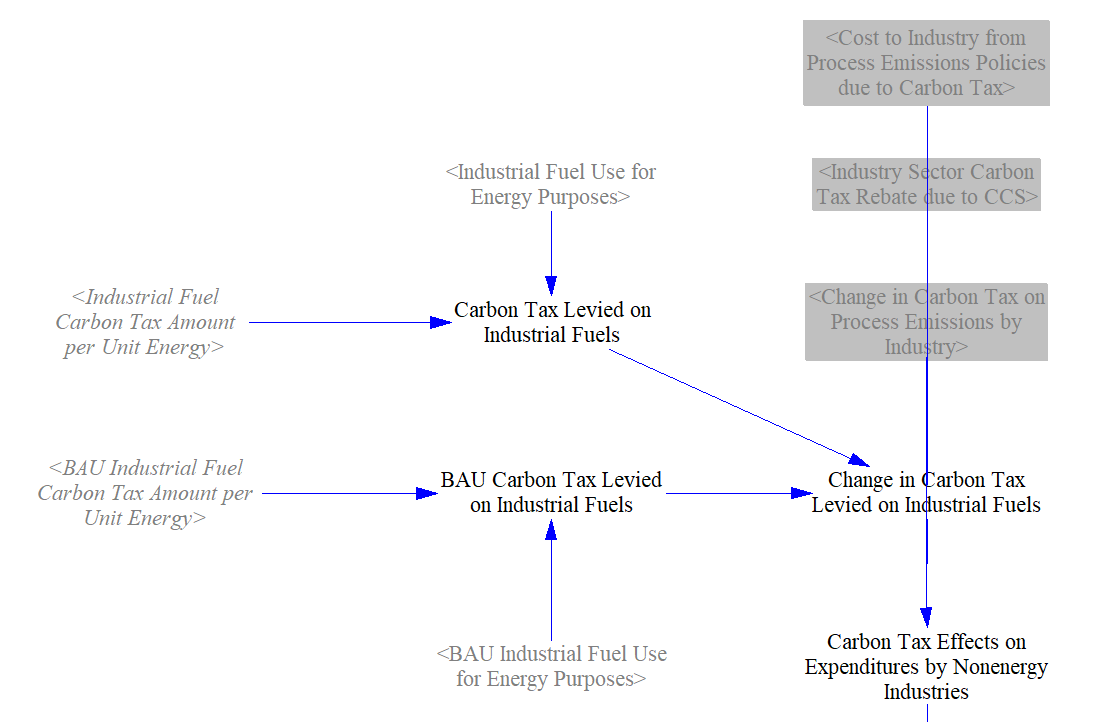 <Cost to Industry from
Process Emissions Policies
due to Carbon Tax>
<Industrial Fuel Use for
Energy Purposes>
<Industry Sector Carbon
Tax Rebate due to CCS>
<Industrial Fuel
Carbon Tax Amount
per Unit Energy>
Carbon Tax Levied on
Industrial Fuels
<Change in Carbon Tax on
Process Emissions by
Industry>
<BAU Industrial Fuel
Carbon Tax Amount per
Unit Energy>
BAU Carbon Tax Levied
on Industrial Fuels
Change in Carbon Tax
Levied on Industrial Fuels
<BAU Industrial Fuel Use
for Energy Purposes>
Carbon Tax Effects on
Expenditures by Nonenergy
Industries